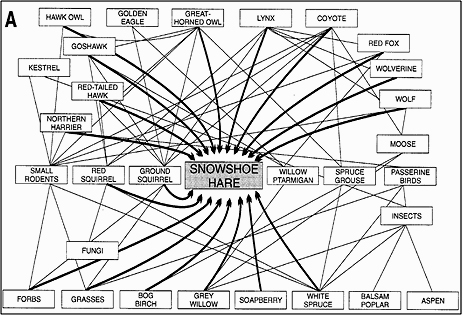 A
HAWK OWL
GOLDEN
EAGLE
GREAT-
HORNED OWL
LYNX
COYOTE
GOSHAWK
RED FOX
KESTREL
WOLVERINE
RED-TAILED
HAWK
WOLF
NORTHERN
HARRIER
MOOSE
SMALL
RODENTS
RED
SQUIRREL
GROUND
SQUIRREL
SNOWSHOE
HARE
WILLOW
PTARMIGAN
SPRUCE
GROUSE
PASSERINE
BIRDS
INSECTS
FUNGI
FORBS
GRASSES
BOG
BIRCH
GREY
WILLOW
SOAPBERRY
WHITE
SPRUCE
BALSAM
POPLAR
ASPEN